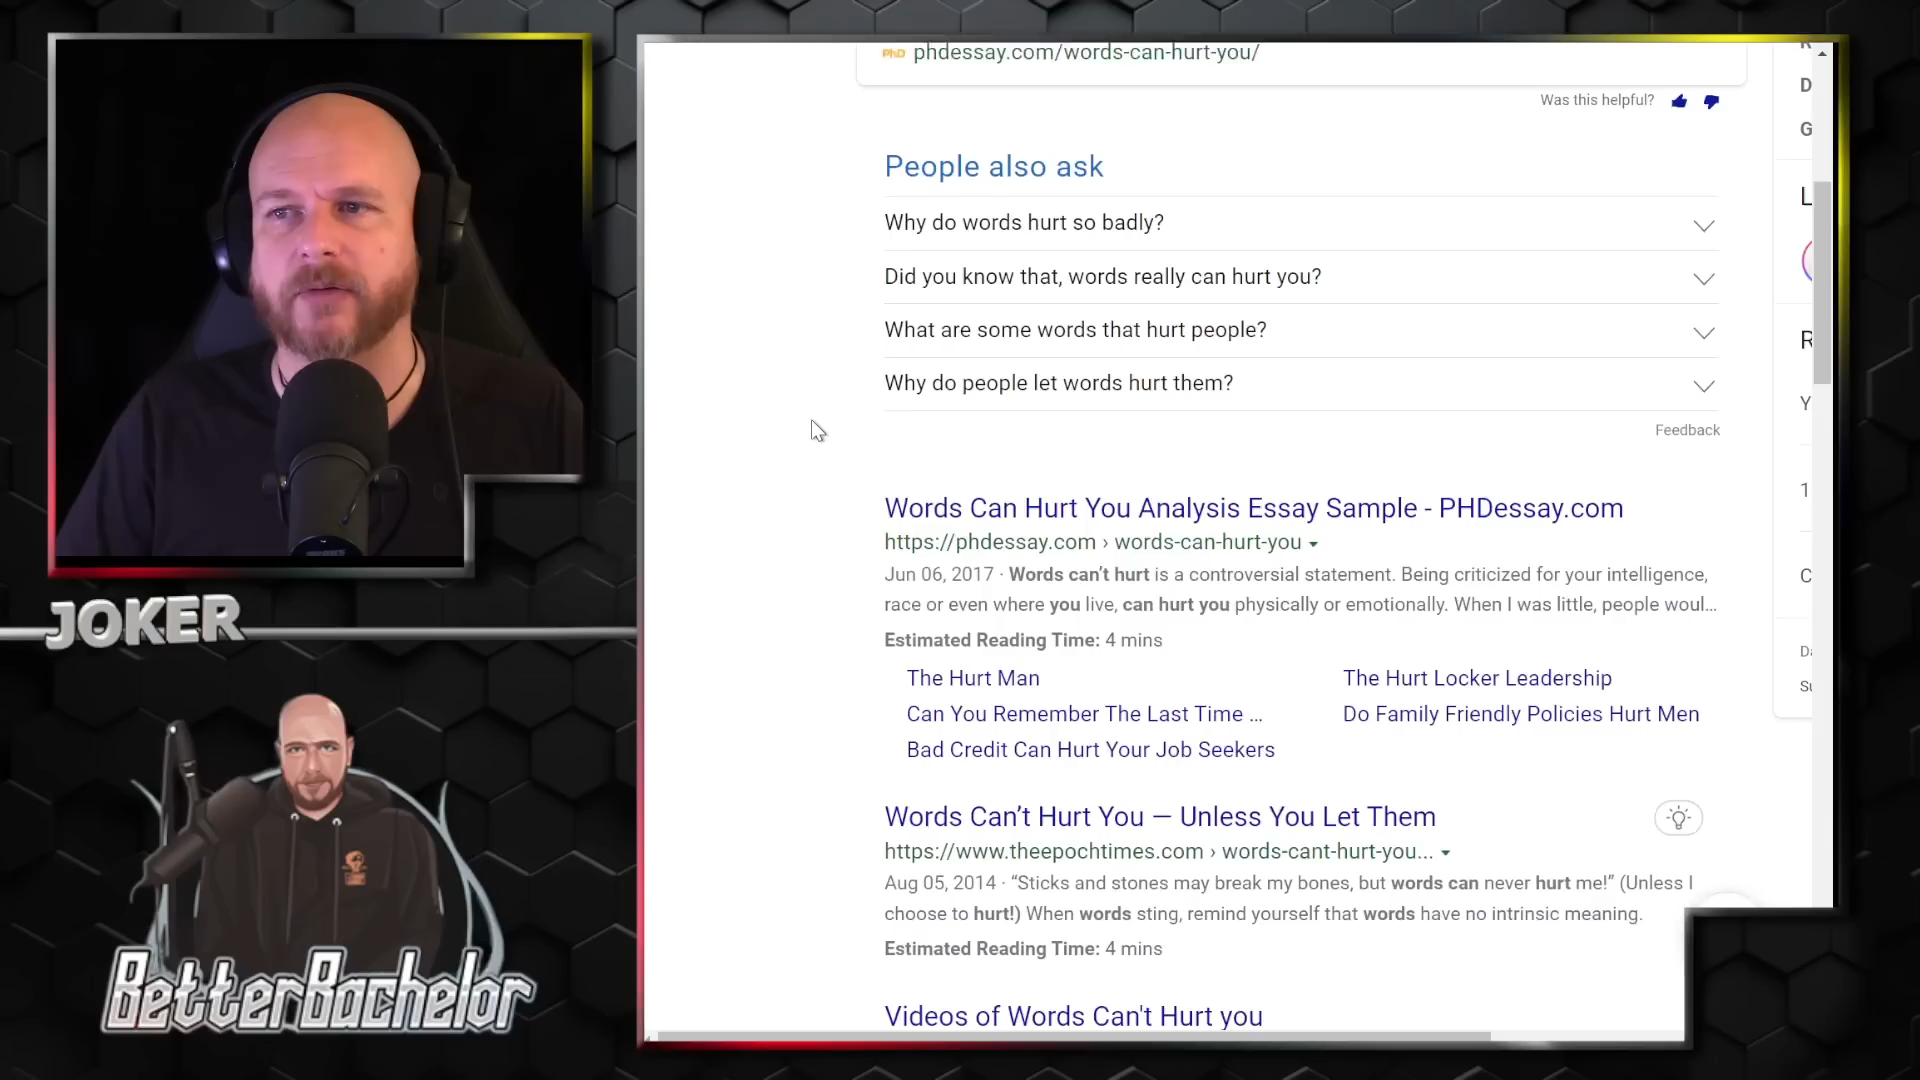 JOKER
BetterBachelor
PhD phdessay.com/words-can-hurt-you/
Was this helpful?
People also ask
Why do words hurt so badly?
Did you know that, words really can hurt you?
What are some words that hurt people?
Why do people let words hurt them?
Feedback
Words Can Hurt You Analysis Essay Sample - PHDessay.com
https://phdessay.com › words-can-hurt-you
Jun 06, 2017 · Words can’t hurt is a controversial statement. Being criticized for your intelligence,
race or even where you live, can hurt you physically or emotionally. When I was little, people woul...
Estimated Reading Time: 4 mins
The Hurt Man
The Hurt Locker Leadership
Can You Remember The Last Time ...
Do Family Friendly Policies Hurt Men
Bad Credit Can Hurt Your Job Seekers
Words Can’t Hurt You — Unless You Let Them
https://www.theepochtimes.com › words-cant-hurt-you...
Aug 05, 2014 · “Sticks and stones may break my bones, but words can never hurt me!” (Unless I
choose to hurt!) When words sting, remind yourself that words have no intrinsic meaning.
Estimated Reading Time: 4 mins
Videos of Words Can't Hurt you
D
G
L
R
Y
1
C
Da
Su